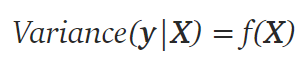 Variance(y|X) = f(X)